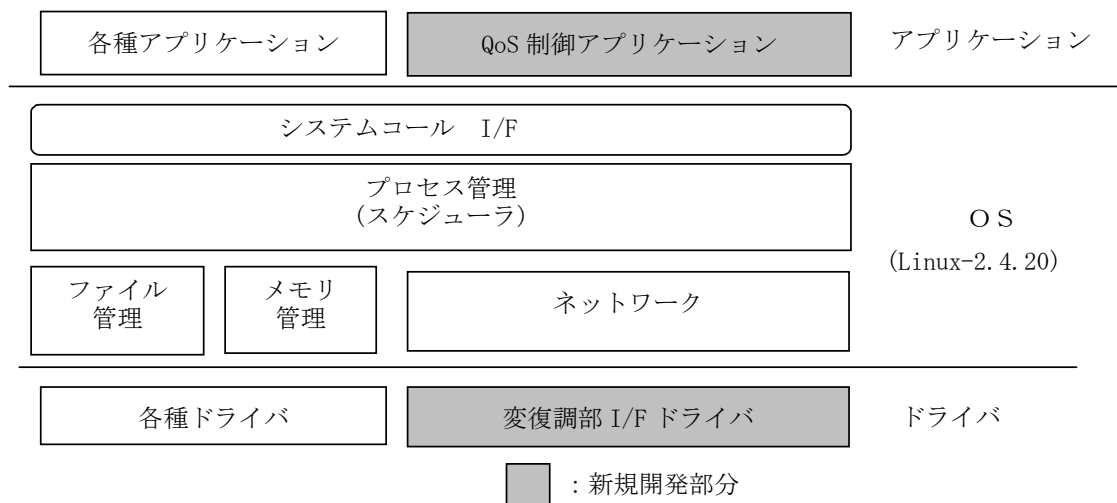 各種アプリケーション
QoS 制御アプリケーション
アプリケーション
システムコール I/F
プロセス管理
(スケジューラ)
OS
(Linux-2.4.20)
ファイル
管理
メモリ
管理
ネットワーク
各種ドライバ
変復調部 I/F ドライバ
ドライバ
：新規開発部分